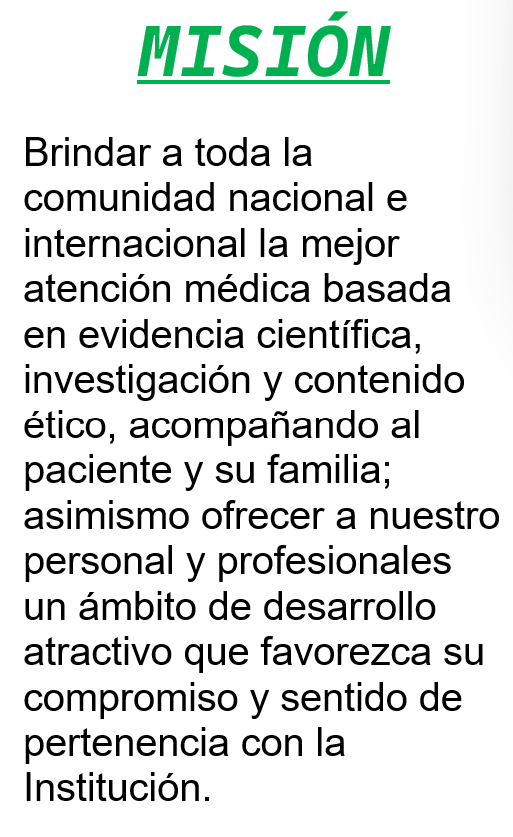 MISIÓN
Brindar a toda la
comunidad nacional e
internacional la mejor
atención médica basada
en evidencia científica,
investigación y contenido
ético, acompañando al
paciente y su familia;
asimismo ofrecer a nuestro
personal y profesionales
un ámbito de desarrollo
atractivo que favorezca su
compromiso y sentido de
pertenencia con la
Institución.